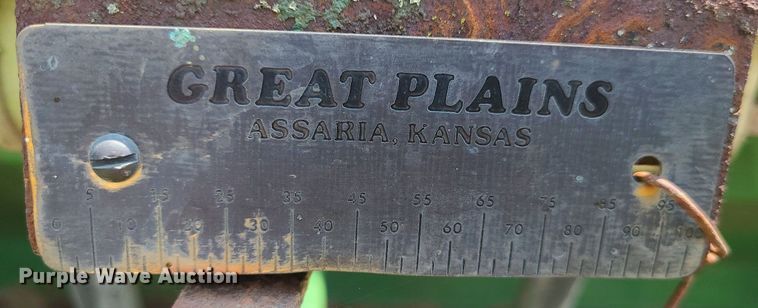 GREAT PLAINS
ASSARIA, KANSAS
5 15 25 35 45 55 65 75 85 95
0 10 20 30 40 50 60 70 80 90 100
Purple Wave Auction